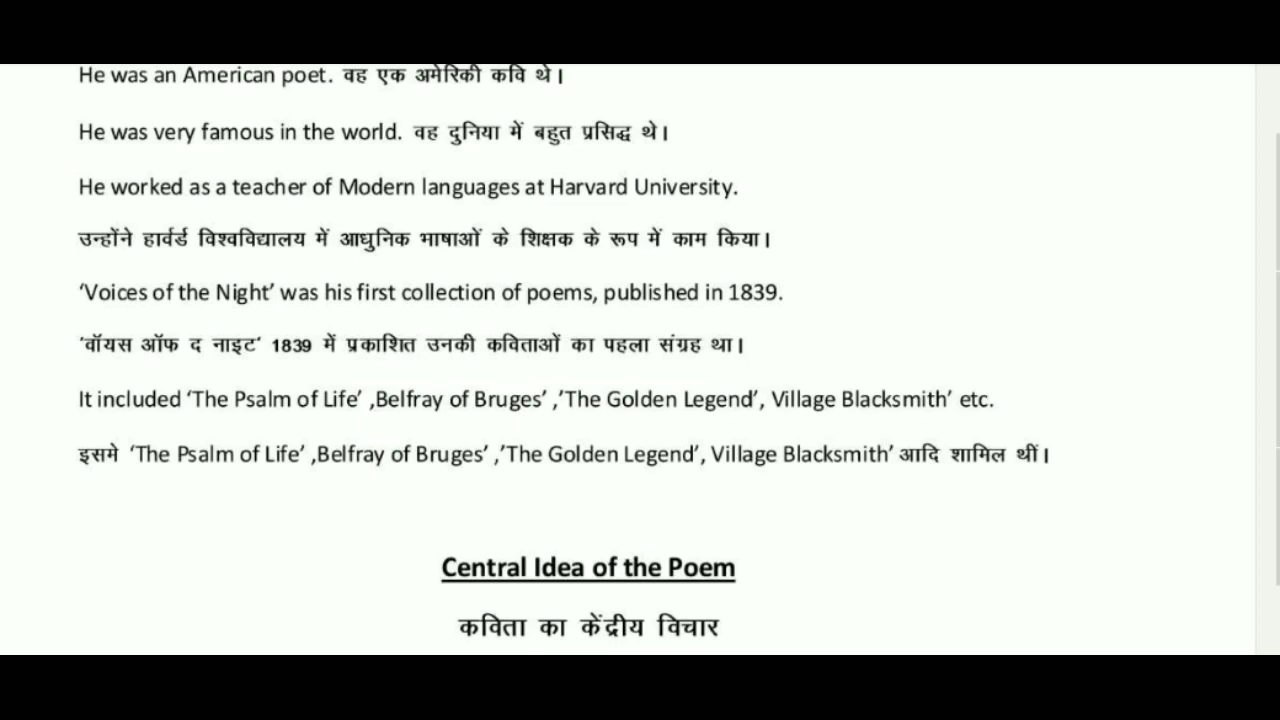 He was an American poet. वह एक अमेरिकी कवि थे।
He was very famous in the world. वह दुनिया में बहुत प्रसिद्ध थे।
He worked as a teacher of Modern languages at Harvard University.
उन्होंने हार्वर्ड विश्वविद्यालय में आधुनिक भाषाओं के शिक्षक के रूप में काम किया।
‘Voices of the Night’ was his first collection of poems, published in 1839.
‘वॉयस ऑफ द नाइट’ 1839 में प्रकाशित उनकी कविताओं का पहला संग्रह था।
It included ‘The Psalm of Life’ ,Belfray of Bruges’ ,’The Golden Legend’, Village Blacksmith’ etc.
इसमे ‘The Psalm of Life’ ,Belfray of Bruges’ ,’The Golden Legend’, Village Blacksmith’ आदि शामिल थीं।
Central Idea of the Poem
कविता का केंद्रीय विचार